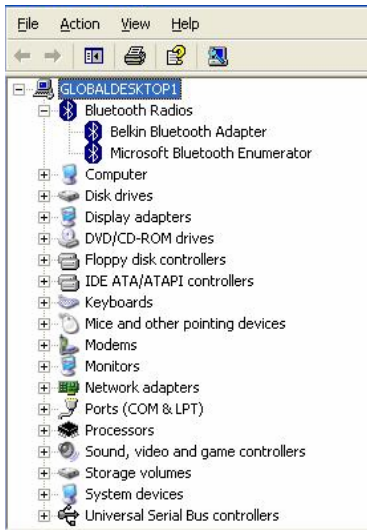 File Action View Help
GLOBALDESKTOP1
Bluetooth Radios
Belkin Bluetooth Adapter
Microsoft Bluetooth Enumerator
Computer
Disk drives
Display adapters
DVD/CD-ROM drives
Floppy disk controllers
IDE ATA/ATAPI controllers
Keyboards
Mice and other pointing devices
Modems
Monitors
Network adapters
Ports (COM & LPT)
Processors
Sound, video and game controllers
Storage volumes
System devices
Universal Serial Bus controllers